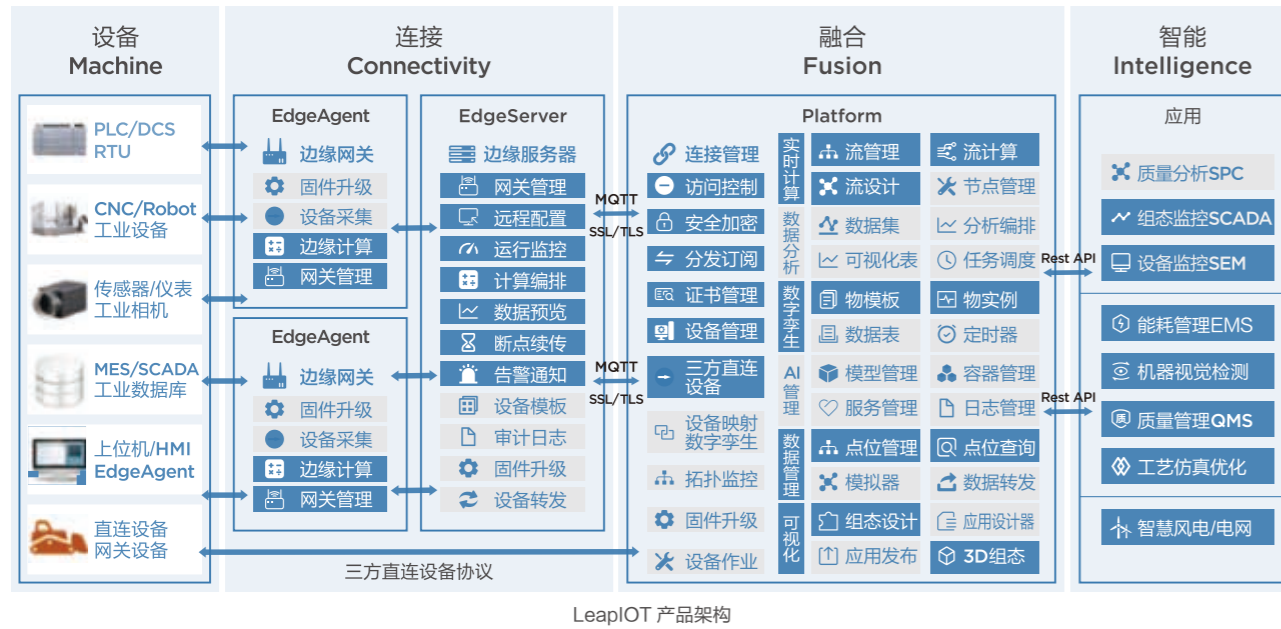 设备
Machine
PLC/DCS
RTU
CNC/Robot
工业设备
传感器/仪表
工业相机
MES/SCADA
工业数据库
上位机/HMI
EdgeAgent
直连设备
网关设备
连接
Connectivity
EdgeAgent
边缘网关
固件升级
设备采集
边缘计算
网关管理
EdgeAgent
边缘网关
固件升级
设备采集
边缘计算
网关管理
EdgeServer
边缘服务器
网关管理
远程配置
运行监控
计算编排
数据预览
断点续传
告警通知
设备模板
审计日志
固件升级
设备转发
三方直连设备协议
MQTT
SSL/TLS
MQTT
SSL/TLS
融合
Fusion
Platform
连接管理
访问控制
安全加密
分发订阅
证书管理
设备管理
三方直连
设备
设备映射
数字孪生
拓扑监控
固件升级
设备作业
实时计算
流管理
流计算
流设计
节点管理
数据分析
数据集
分析编排
可视化表
任务调度
数字孪生
物模板
物实例
数据表
定时器
AI
管理
模型管理
容器管理
服务管理
日志管理
数据管理
点位管理
点位查询
模拟器
数据转发
可视化
组态设计
应用设计器
应用发布
3D组态
Rest API
Rest API
智能
Intelligence
应用
质量分析SPC
组态监控SCADA
设备监控SEM
能耗管理EMS
机器视觉检测
质
质量管理QMS
工艺仿真优化
智慧风电/电网
LeapIOT 产品架构